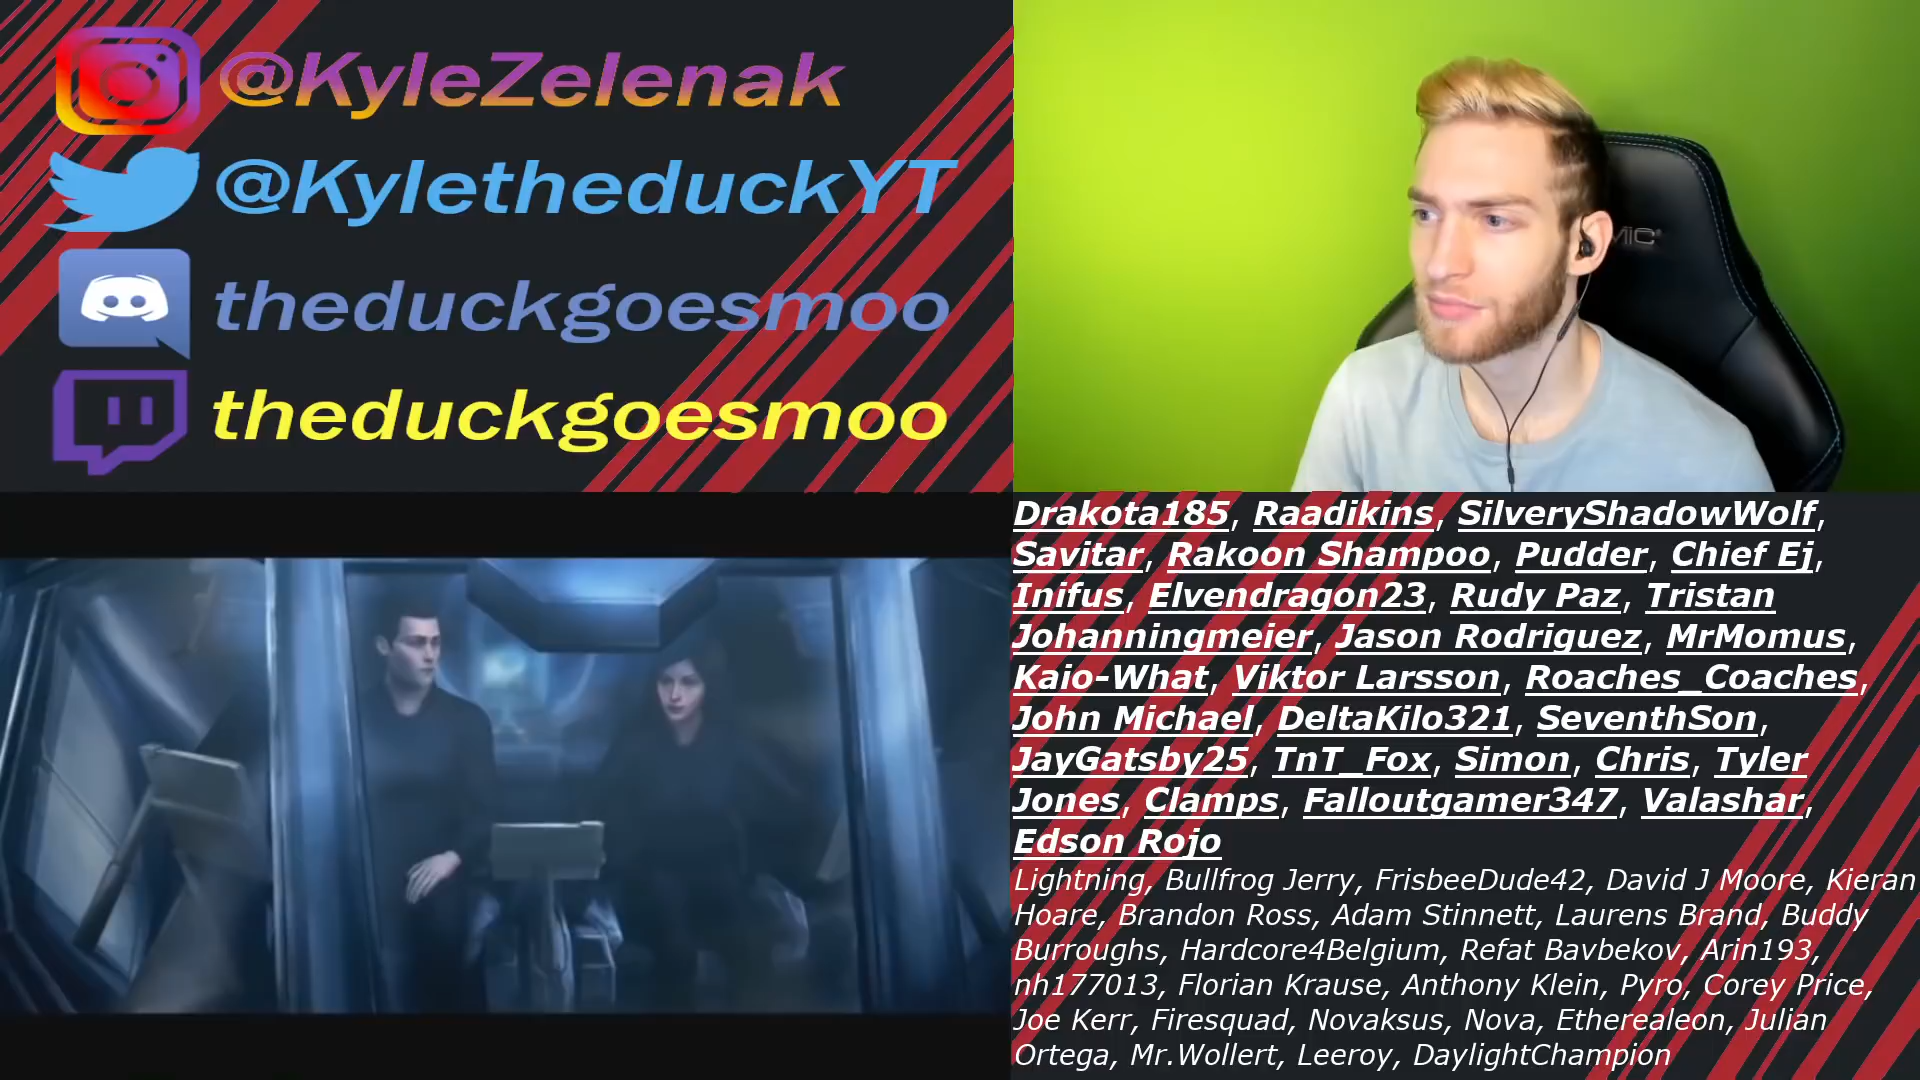 @KyleZelenak
@KyletheduckYT
theduckgoesmoo
theduckgoesmoo
Drakota185, Raadikins, SilveryShadowWolf,
Savitar, Rakoon Shampoo, Pudder, Chief Ej,
Inifus, Elvendragon23, Rudy Paz, Tristan
Johanningmeier, Jason Rodriguez, MrMomus,
Kaio-What, Viktor Larsson, Roaches_Coaches,
John Michael, DeltaKilo321, SeventhSon,
JayGatsby25, TnT_Fox, Simon, Chris, Tyler
Jones, Clamps, Falloutgamer347, Valashar,
Edson Rojo
Lightning, Bullfrog Jerry, FrisbeeDude42, David J Moore, Kieran
Hoare, Brandon Ross, Adam Stinnett, Laurens Brand, Buddy
Burroughs, Hardcore4Belgium, Refat Bavbekov, Arin193,
nh177013, Florian Krause, Anthony Klein, Pyro, Corey Price,
Joe Kerr, Firesquad, Novaksus, Nova, Etherealeon, Julian
Ortega, Mr.Wollert, Leeroy, DaylightChampion